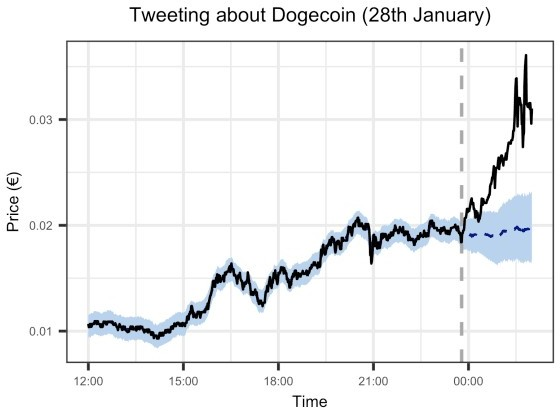 Tweeting about Dogecoin (28th January)
Price (€)
0.03
0.02
0.01
12:00 15:00 18:00 21:00 00:00
Time